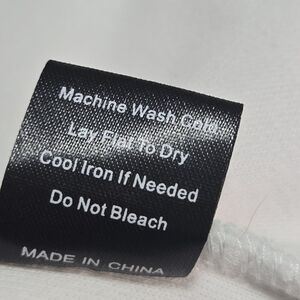 Machine Wash Cold
Lay Flat To Dry
Cool Iron If Needed
Do Not Bleach
MADE IN CHINA